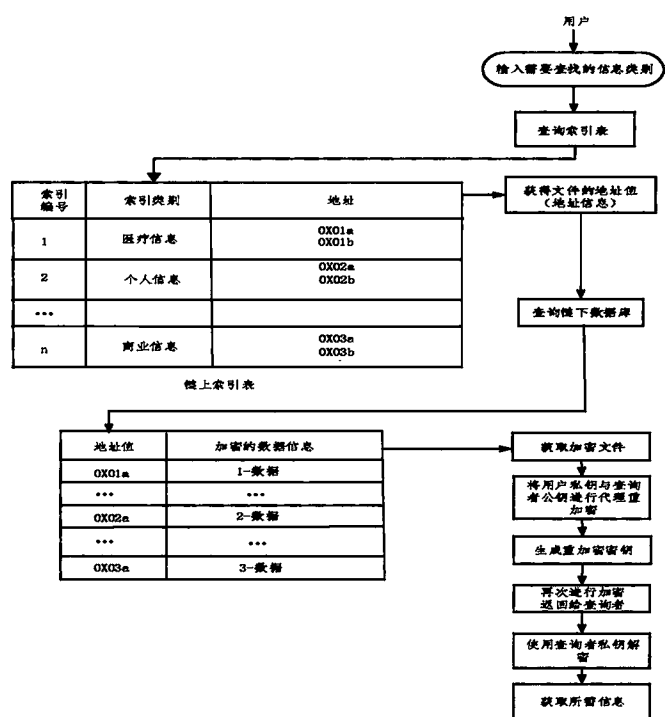 用户
输入需要查找的信息类别
查询索引表
索引编号 索引类别 地址
1 医疗信息 0X01a
0X01b
2 个人信息 0X02a
0X02b
...
n 商业信息 0X03a
0X03b
链上索引表
获得文件的地址值
（地址信息）
查询链下数据库
地址值 加密的数据信息
0X01a 1-数据
... ...
0X02a 2-数据
... ...
0X03a 3-数据
获取加密文件
将用户私钥与查询
者公钥进行代理重
加密
生成重加密密钥
再次进行加密
返回给查询者
使用查询者私钥解
密
获取所需信息